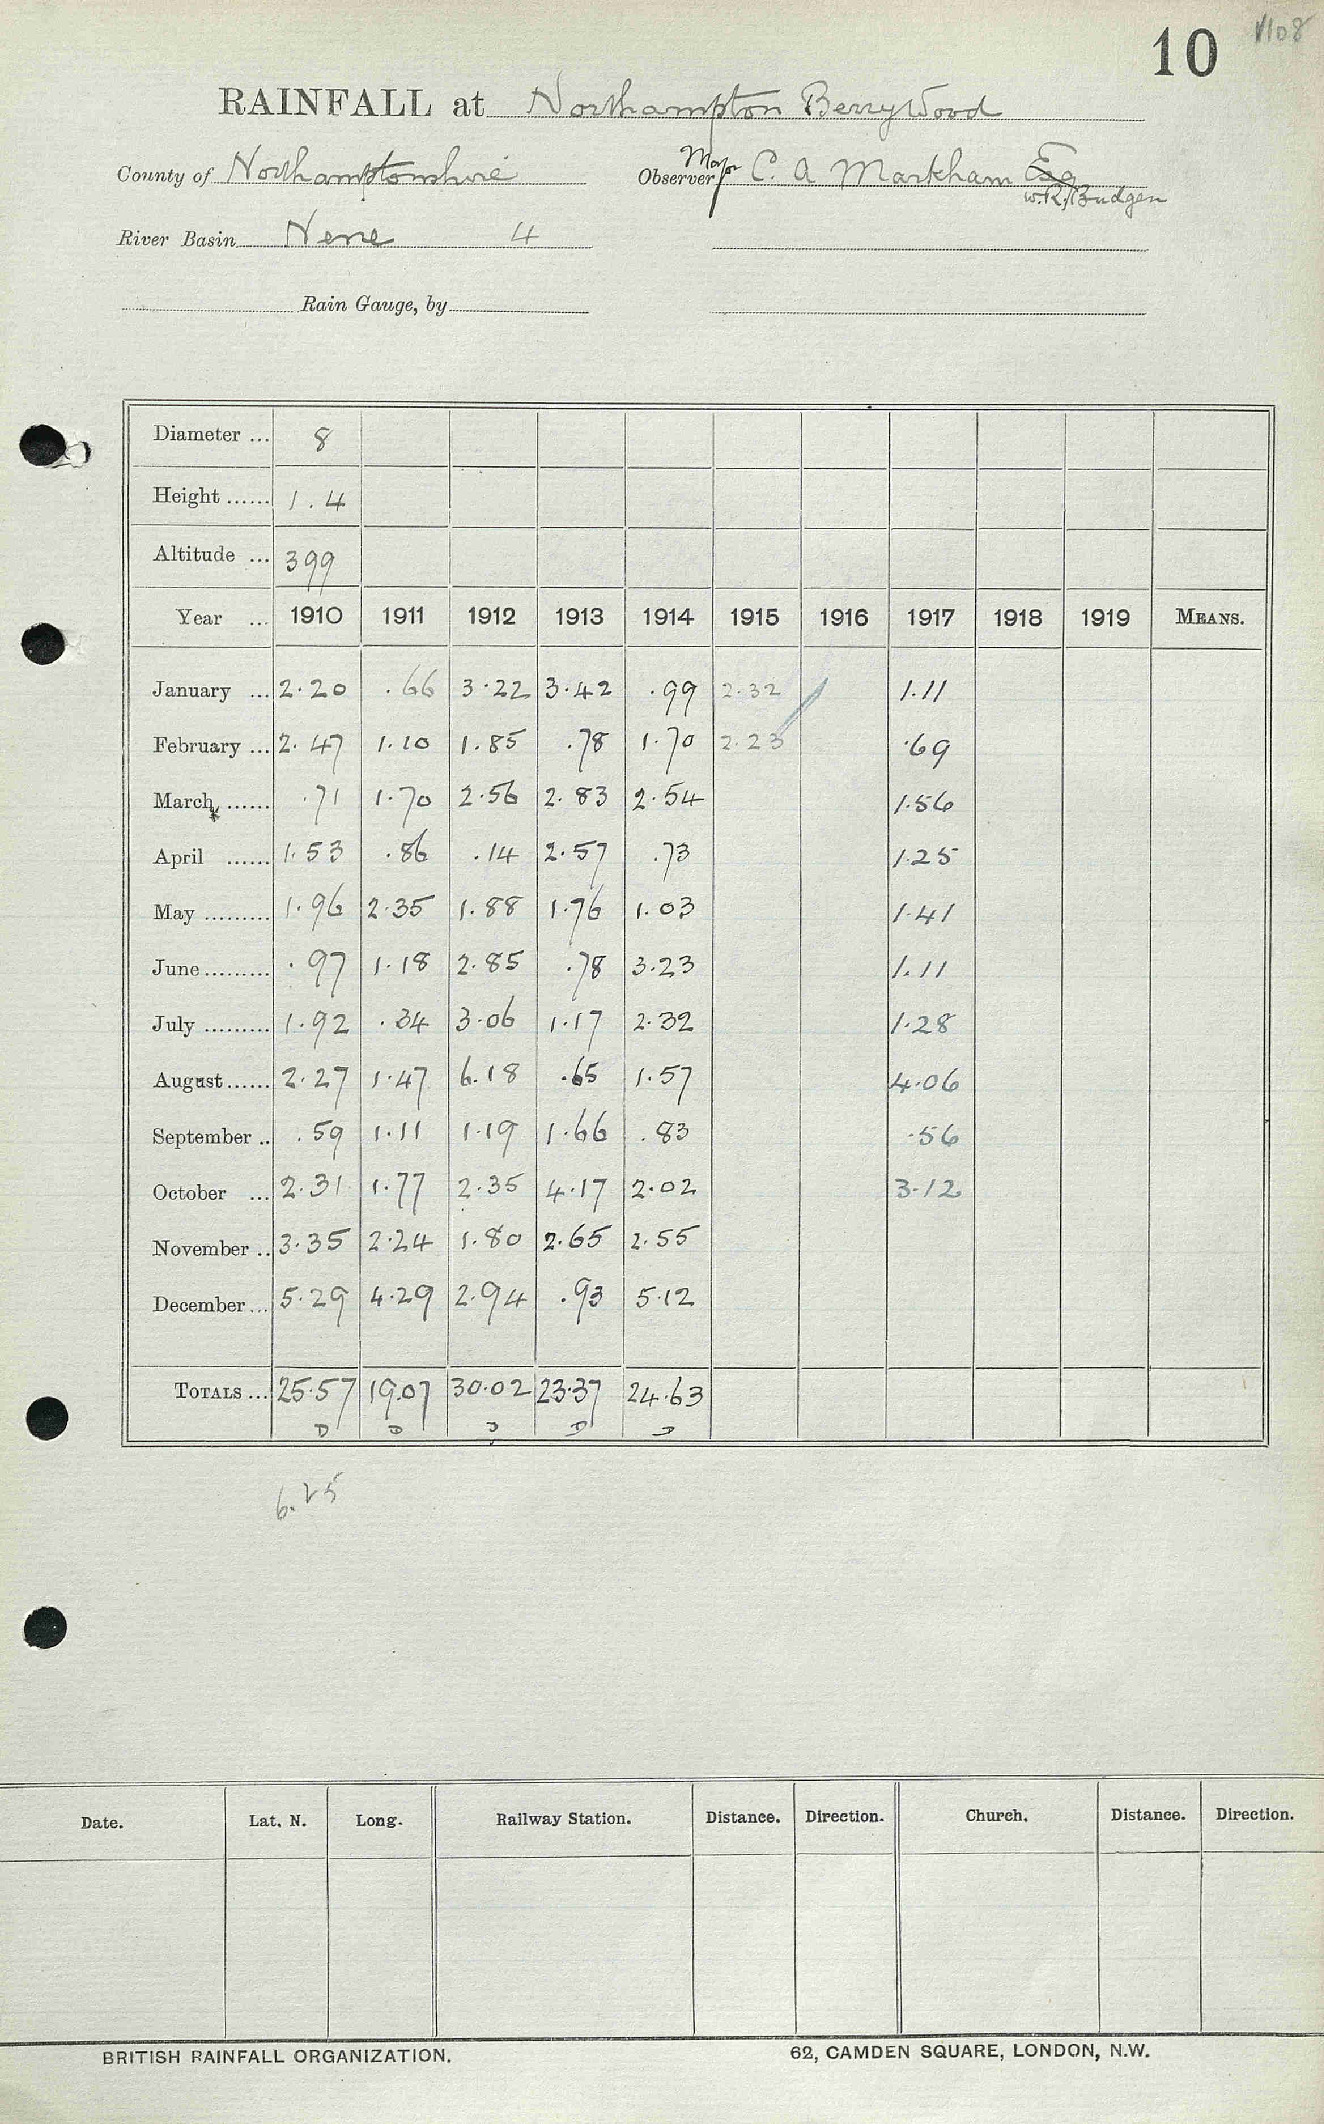 10 1108
RAINFALL at Northampton Berrywood
County of Northamptonshire Observer Major C. A Markham Esq
for W. R. Budgen
River Basin Nene 4
Rain Gauge, by
Diameter ... 8
Height ...... 1.4
Altitude ... 399
Year ... 1910 1911 1912 1913 1914 1915 1916 1917 1918 1919 MEANS.
January ... 2.20 .66 3.22 3.42 .99 2.32 1.11
February ... 2.47 1.10 1.85 .78 1.70 2.23 .69
March ...... .71 1.70 2.56 2.83 2.54 1.56
April ...... 1.53 .86 .14 2.57 .73 1.25
May ......... 1.96 2.35 1.88 1.76 1.03 1.41
June ......... .97 1.18 2.85 .78 3.23 1.11
July ......... 1.92 .34 3.06 1.17 2.32 1.28
August ...... 2.27 1.47 6.18 .65 1.57 4.06
September .. .59 1.11 1.19 1.66 .83 .56
October ... 2.31 1.77 2.35 4.17 2.02 3.12
November .. 3.35 2.24 1.80 2.65 2.55
December ... 5.29 4.29 2.94 .93 5.12
TOTALS ... 25.57 19.07 30.02 23.37 24.63
D D D D D
6.25
Date. Lat. N. Long. Railway Station. Distance. Direction. Church. Distance. Direction.
BRITISH RAINFALL ORGANIZATION. 62, CAMDEN SQUARE, LONDON, N.W.